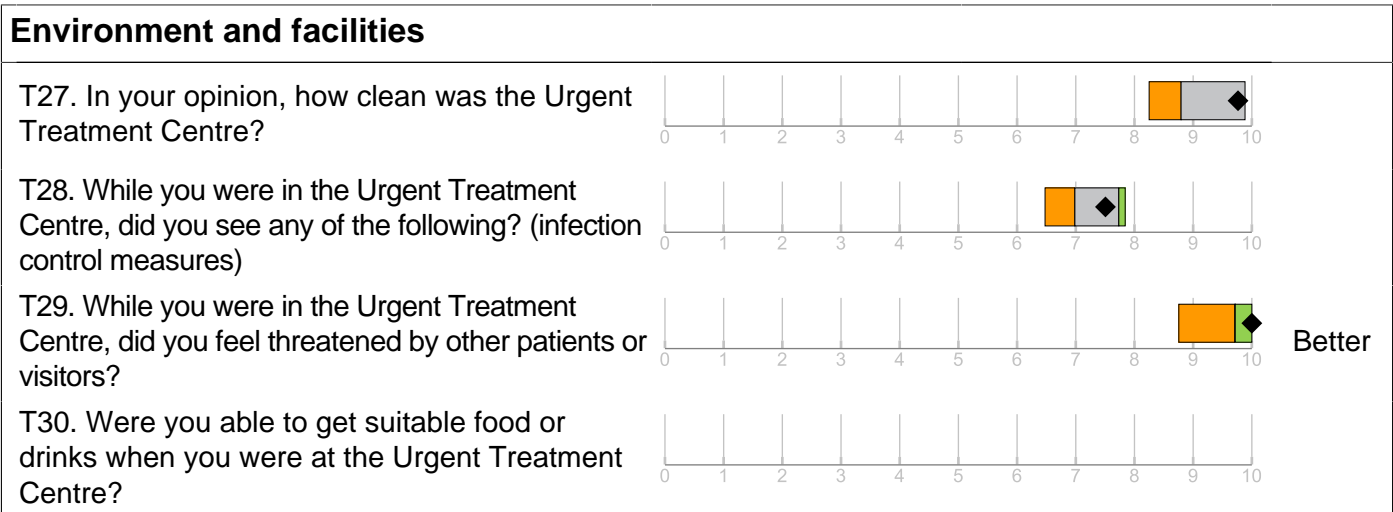 Environment and facilities
T27. In your opinion, how clean was the Urgent
Treatment Centre?
0 1 2 3 4 5 6 7 8 9 10
T28. While you were in the Urgent Treatment
Centre, did you see any of the following? (infection
control measures)
0 1 2 3 4 5 6 7 8 9 10
T29. While you were in the Urgent Treatment
Centre, did you feel threatened by other patients or
visitors?
0 1 2 3 4 5 6 7 8 9 10
Better
T30. Were you able to get suitable food or
drinks when you were at the Urgent Treatment
Centre?
0 1 2 3 4 5 6 7 8 9 10